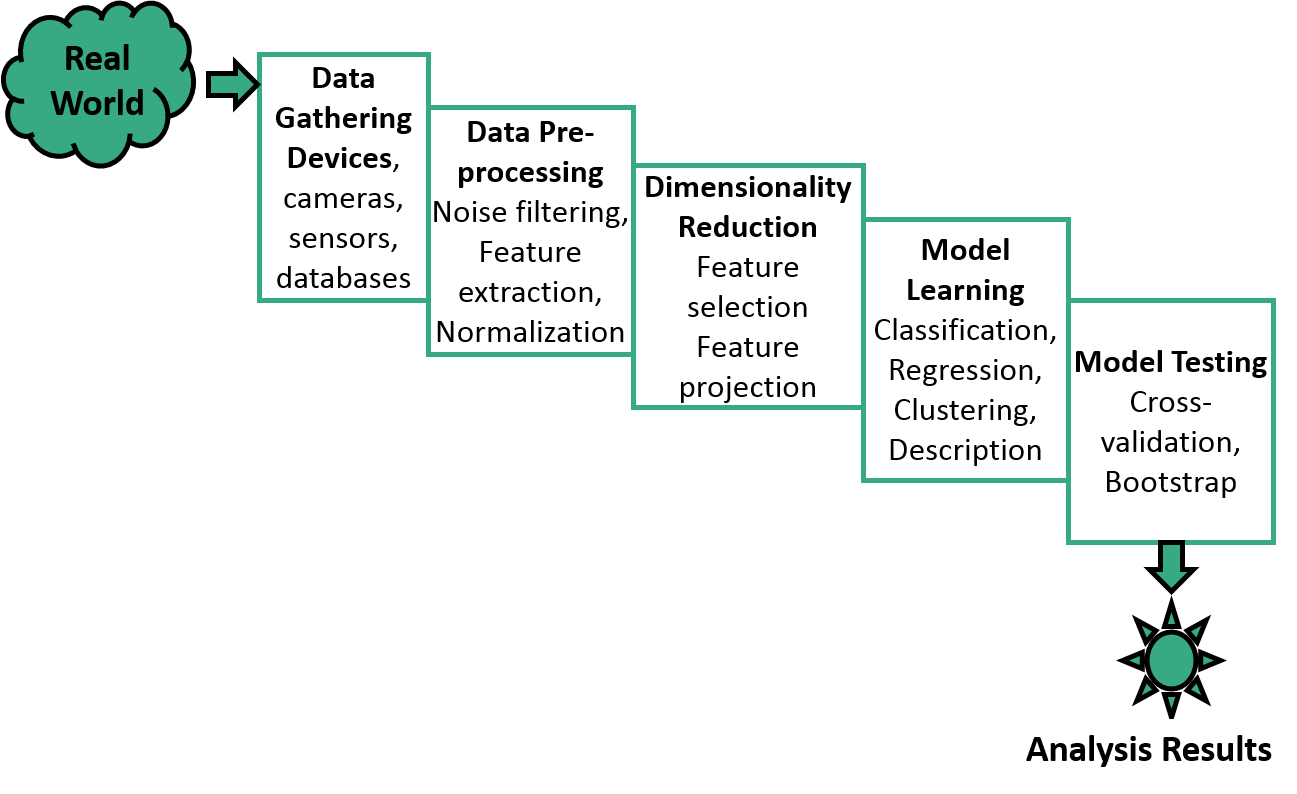 Real
World
Data
Gathering
Devices,
cameras,
sensors,
databases
Data Pre-
processing
Noise filtering,
Feature
extraction,
Normalization
Dimensionality
Reduction
Feature
selection
Feature
projection
Model
Learning
Classification,
Regression,
Clustering,
Description
Model Testing
Cross-
validation,
Bootstrap
Analysis Results